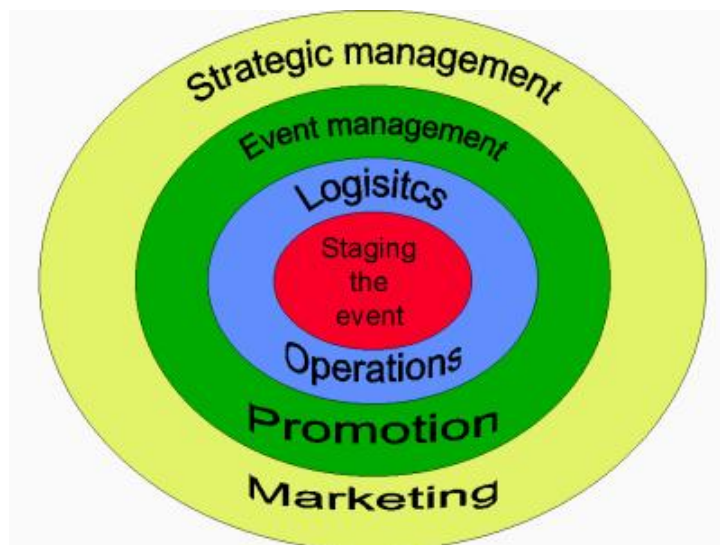 Strategic management
Event management
Logisitcs
Staging
the
event
Operations
Promotion
Marketing